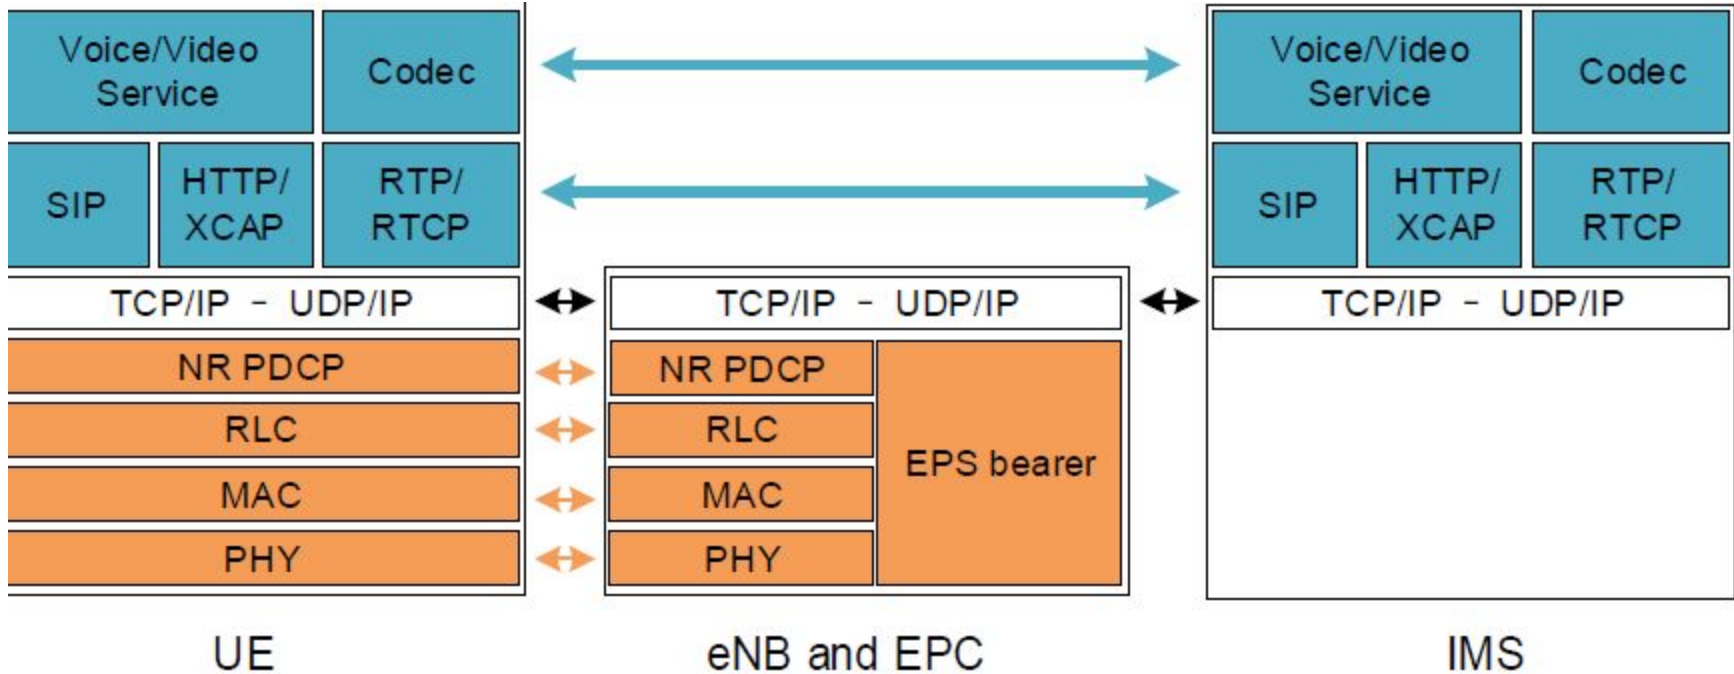 Voice/Video
Service
Codec
SIP
HTTP/
XCAP
RTP/
RTCP
TCP/IP - UDP/IP
NR PDCP
RLC
MAC
PHY
UE
TCP/IP - UDP/IP
NR PDCP
RLC
MAC
PHY
EPS bearer
eNB and EPC
Voice/Video
Service
Codec
SIP
HTTP/
XCAP
RTP/
RTCP
TCP/IP - UDP/IP
IMS